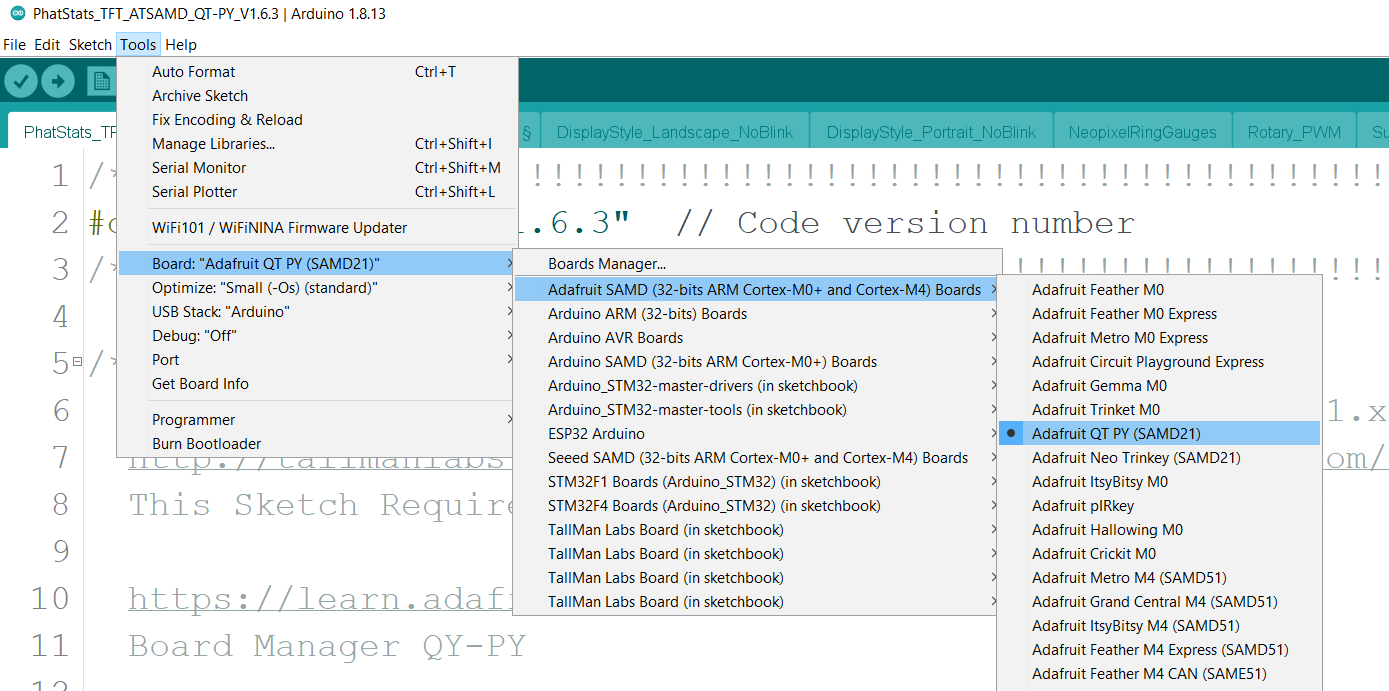 PhatStats_TFT_ATSAMD_QT-PY_V1.6.3 | Arduino 1.8.13
File Edit Sketch Tools Help
Auto Format Ctrl+T
Archive Sketch
Fix Encoding & Reload
Manage Libraries... Ctrl+Shift+I
Serial Monitor Ctrl+Shift+M
Serial Plotter Ctrl+Shift+L
WiFi101 / WiFiNINA Firmware Updater
Board: "Adafruit QT PY (SAMD21)"
Optimize: "Small (-Os) (standard)"
USB Stack: "Arduino"
Debug: "Off"
Port
Get Board Info
Programmer
Burn Bootloader
Boards Manager...
Adafruit SAMD (32-bits ARM Cortex-M0+ and Cortex-M4) Boards
Arduino ARM (32-bits) Boards
Arduino AVR Boards
Arduino SAMD (32-bits ARM Cortex-M0+) Boards
Arduino_STM32-master-drivers (in sketchbook)
Arduino_STM32-master-tools (in sketchbook)
ESP32 Arduino
Seeed SAMD (32-bits ARM Cortex-M0+ and Cortex-M4) Boards
STM32F1 Boards (Arduino_STM32) (in sketchbook)
STM32F4 Boards (Arduino_STM32) (in sketchbook)
TallMan Labs Board (in sketchbook)
TallMan Labs Board (in sketchbook)
TallMan Labs Board (in sketchbook)
TallMan Labs Board (in sketchbook)
Adafruit Feather M0
Adafruit Feather M0 Express
Adafruit Metro M0 Express
Adafruit Circuit Playground Express
Adafruit Gemma M0
Adafruit Trinket M0
Adafruit QT PY (SAMD21)
Adafruit Neo Trinkey (SAMD21)
Adafruit ItsyBitsy M0
Adafruit pIRkey
Adafruit Hallowing M0
Adafruit Crickit M0
Adafruit Metro M4 (SAMD51)
Adafruit Grand Central M4 (SAMD51)
Adafruit ItsyBitsy M4 (SAMD51)
Adafruit Feather M4 Express (SAMD51)
Adafruit Feather M4 CAN (SAME51)
PhatStats_TF § DisplayStyle_Landscape_NoBlink DisplayStyle_Portrait_NoBlink NeopixelRingGauges Rotary_PWM Su
1 /* !!!!!!!!!!!!!!!!!!!!!!!!!!!!!!!!!!!!!!!!!
2 # .6.3" // Code version number
3 /* !!!!!!!!!!!!!!!!!!
4
5 /*
6 1.x
7 http://tallmanlabs om/
8 This Sketch Require
9
10 https://learn.adaf
11 Board Manager QY-PY
12